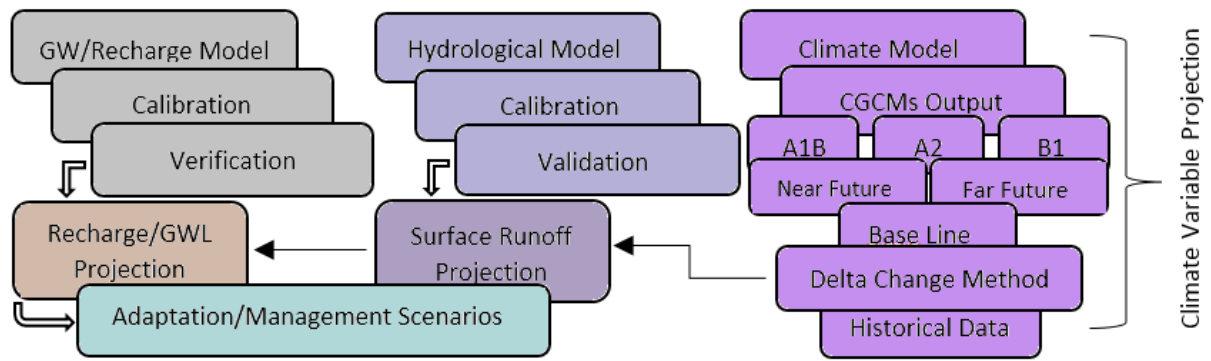 GW/Recharge Model
Calibration
Verification
Recharge/GWL
Projection
Hydrological Model
Calibration
Validation
Surface Runoff
Projection
Adaptation/Management Scenarios
Climate Model
CGCMs Output
A1B
A2
B1
Near Future
Far Future
Base Line
Delta Change Method
Historical Data
Climate Variable Projection